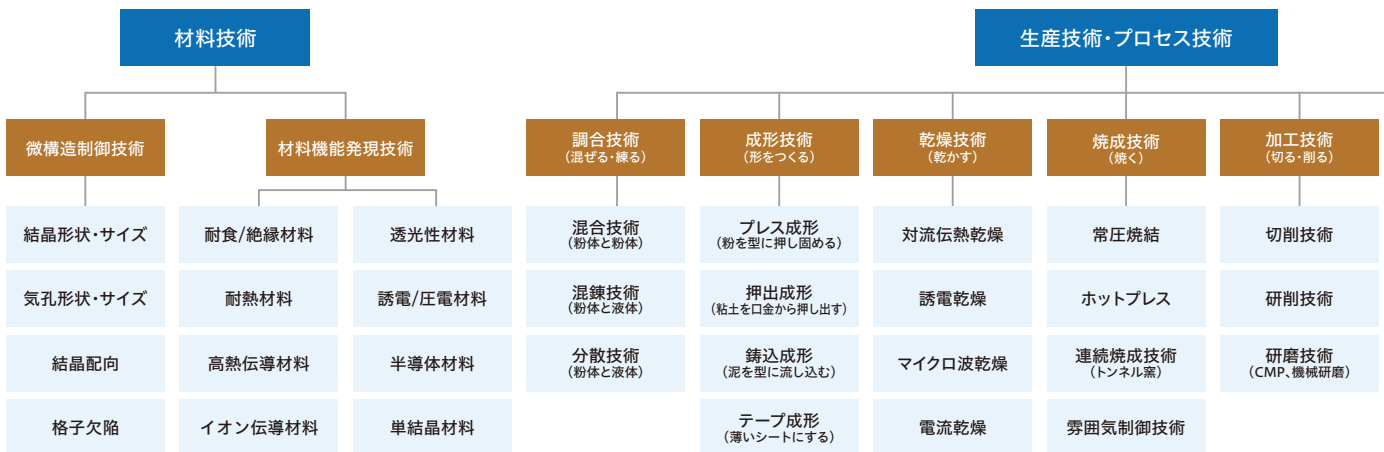 材料技術
生産技術・プロセス技術
微構造制御技術
材料機能発現技術
調合技術
(混ぜる・練る)
成形技術
(形をつくる)
乾燥技術
(乾かす)
焼成技術
(焼く)
加工技術
(切る・削る)
結晶形状・サイズ
気孔形状・サイズ
結晶配向
格子欠陥
耐食/絶縁材料
耐熱材料
高熱伝導材料
イオン伝導材料
透光性材料
誘電/圧電材料
半導体材料
単結晶材料
混合技術
(粉体と粉体)
混錬技術
(粉体と液体)
分散技術
(粉体と液体)
プレス成形
(粉を型に押し固める)
押出成形
(粘土を口金から押し出す)
鋳込成形
(泥を型に流し込む)
テープ成形
(薄いシートにする)
対流伝熱乾燥
誘電乾燥
マイクロ波乾燥
電流乾燥
常圧焼結
ホットプレス
連続焼成技術
(トンネル窯)
雰囲気制御技術
切削技術
研削技術
研磨技術
(CMP、機械研磨)